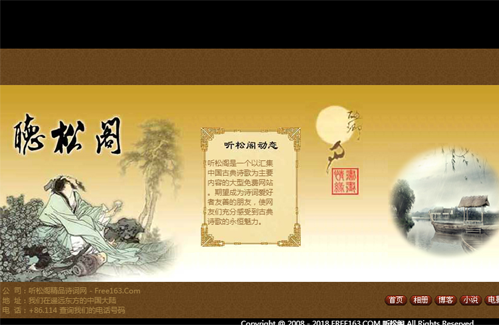 聽松阁
听松阁动态
听松阁是一个以汇集
中国古典诗歌为主要
内容的大型免费网站
。期望成为诗词爱好
者友善的朋友,使网
友们充分感受到古典
诗歌的永恒魅力。
公 司:听松阁精品诗词网 - Free163.Com
地 址:我们在遥远东方的中国大陆
电 话:+86.114 查询我们的电话号码
首页 相册 博客 小说 电影
Copyright @ 2008 - 2018 FREE163.COM 听松阁 All Rights Reserved